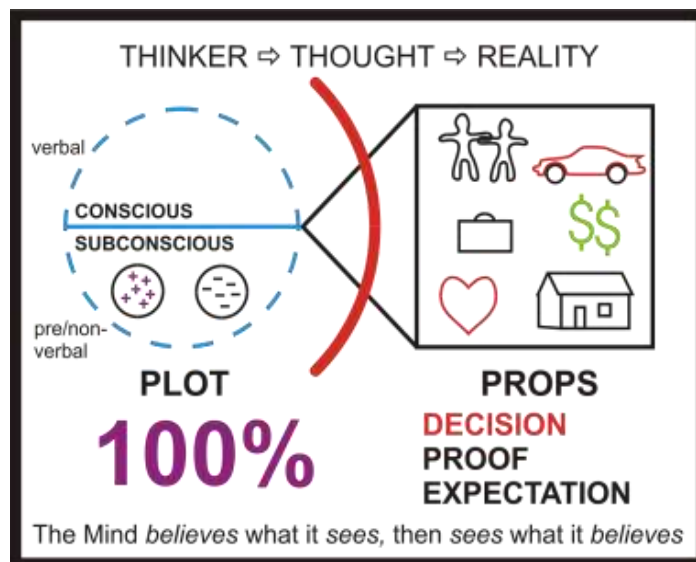 THINKER ⇨ THOUGHT ⇨ REALITY
verbal
CONSCIOUS
SUBCONSCIOUS
pre/non-
verbal
$$
PLOT
PROPS
100%
DECISION
PROOF
EXPECTATION
The Mind believes what it sees, then sees what it believes